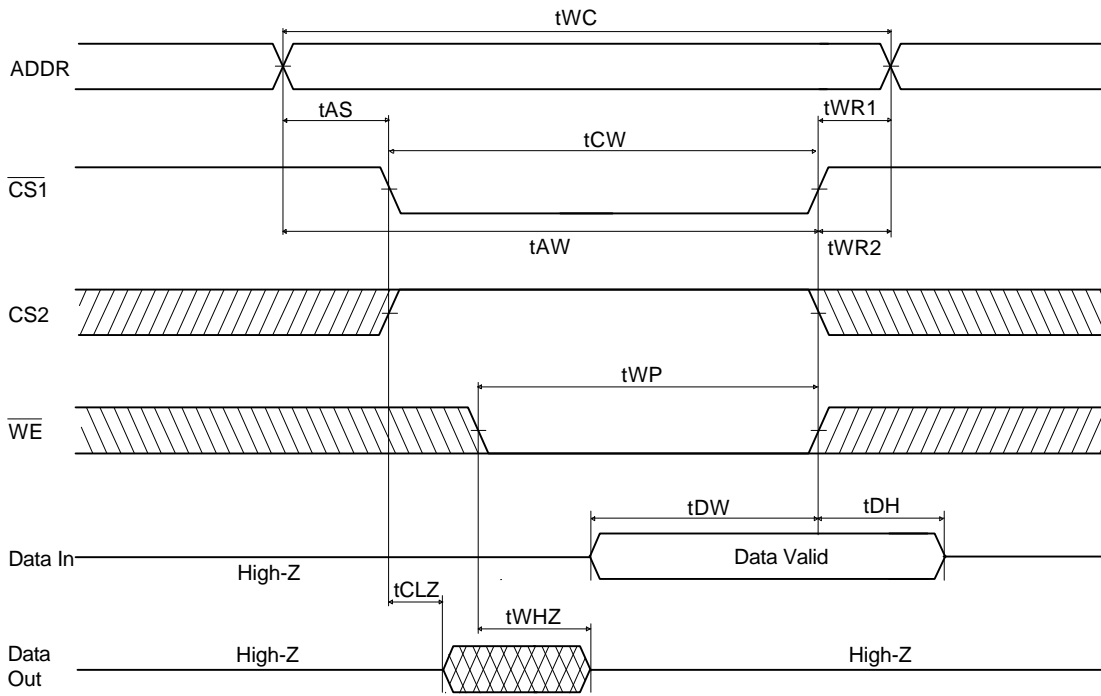 tWC
ADDR
tAS
tWR1
tCW
CS1
tAW
tWR2
CS2
tWP
WE
tDW
tDH
Data In
High-Z
Data Valid
tCLZ
tWHZ
Data
Out
High-Z
High-Z